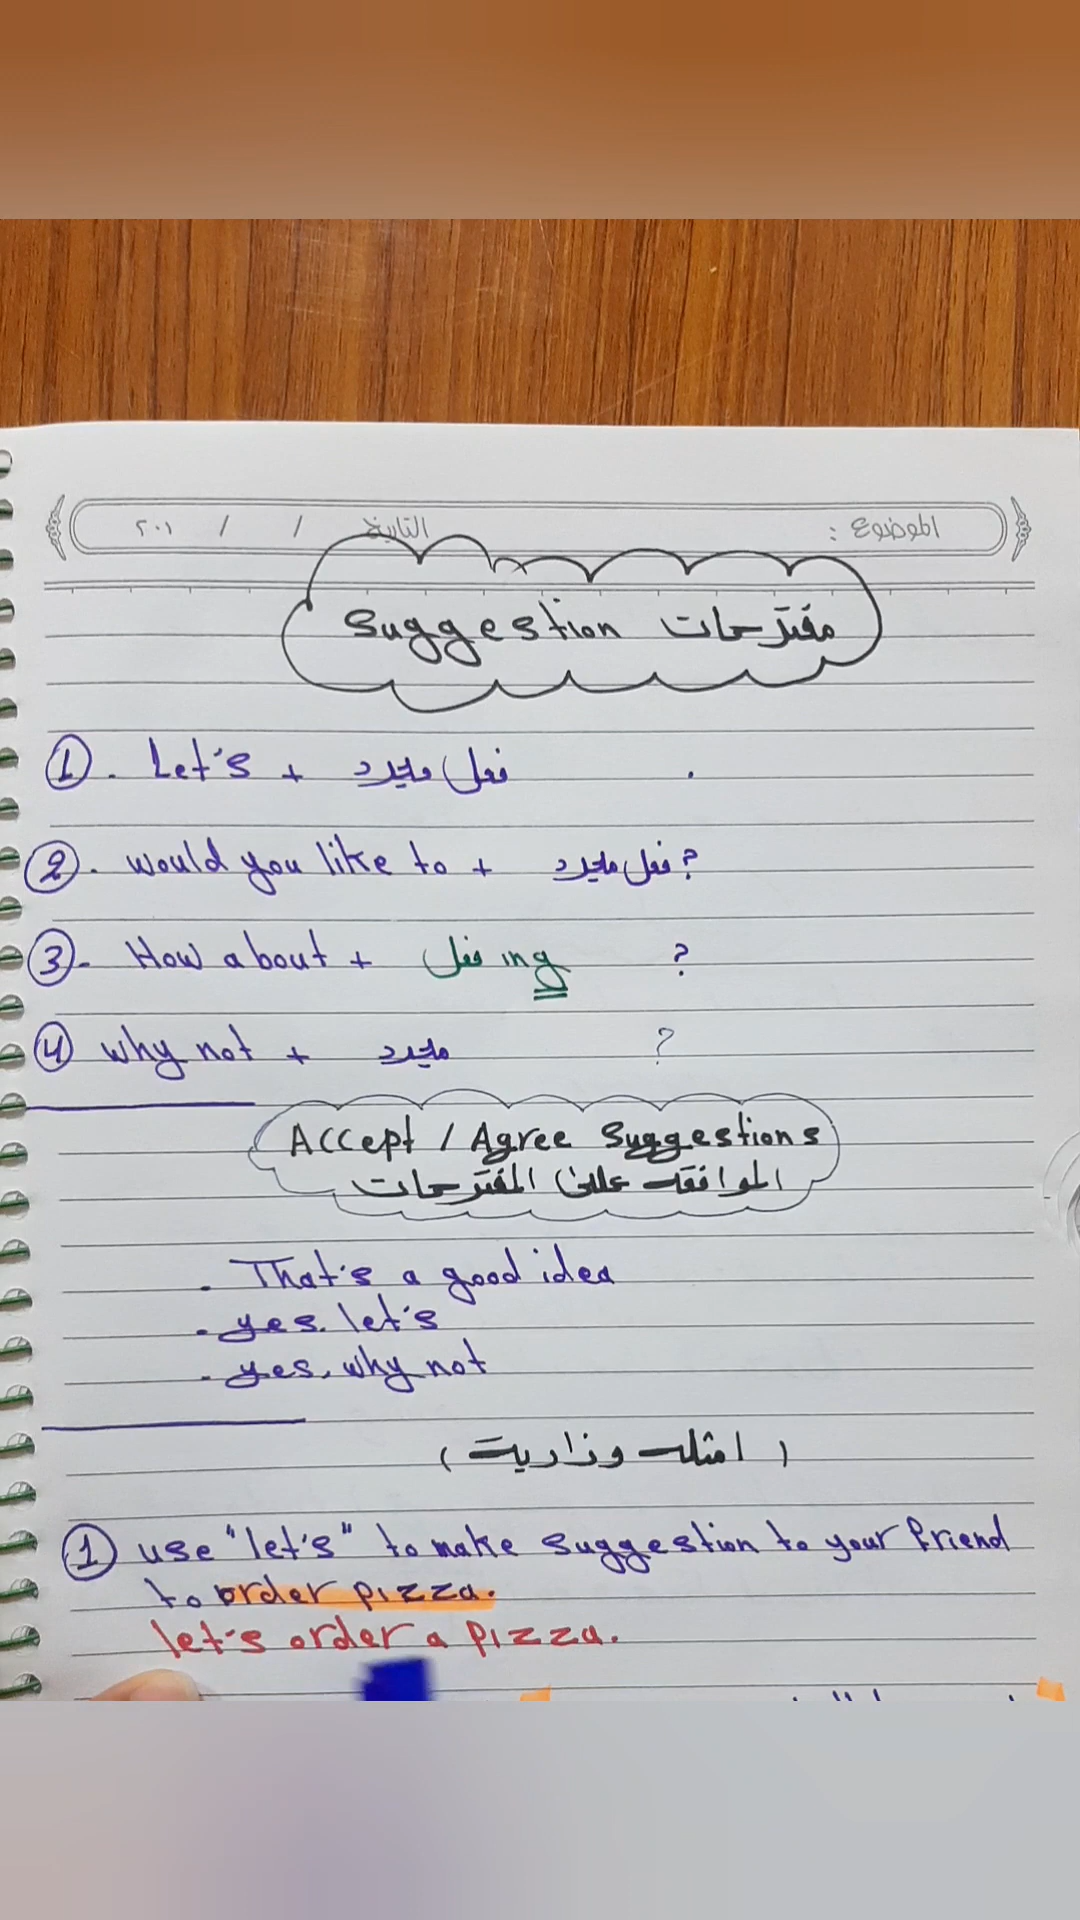 الموضوع : التاريخ / / ٢٠١
Suggestion مقترحات
① . Let's + فعل مجرد .
② . would you like to + فعل مجرد ?
③ - How about + فعل ing ?
④ why not + مجرد ?
Accept / Agree Suggestions
الموافقه على المقترحات
. That's a good idea
- yes. let's
- yes, why not
( امثله وزارية )
① use "let's" to make suggestion to your friend
to order pizza.
let's order a pizza.